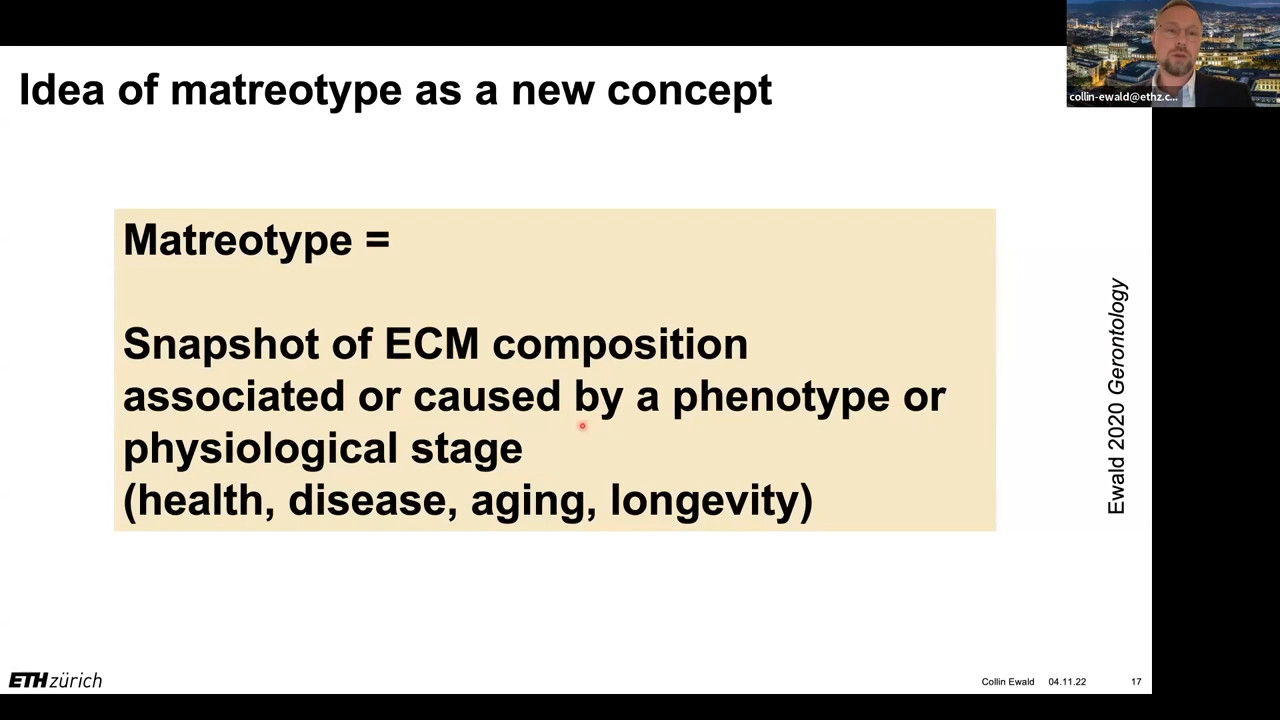 Idea of matreotype as a new concept
collin-ewald@ethz.c...
Matreotype =
Snapshot of ECM composition
associated or caused by a phenotype or
physiological stage
(health, disease, aging, longevity)
Ewald 2020 Gerontology
ETH zürich
Collin Ewald 04.11.22 17